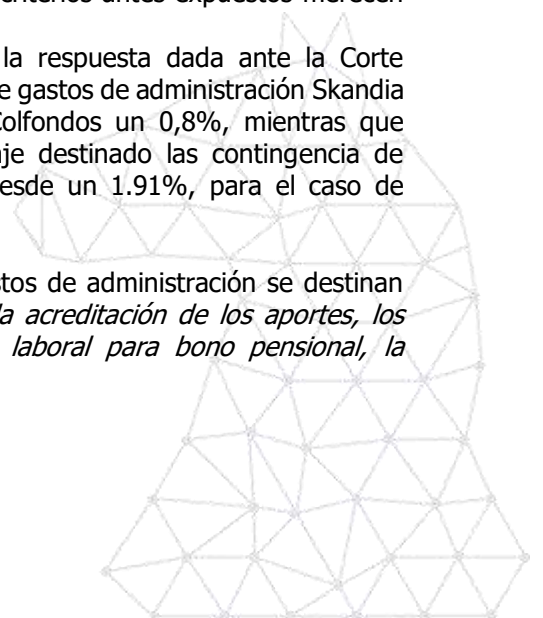 criterios antes expuestos merecen
la respuesta dada ante la Corte
e gastos de administración Skandia
Colfondos un 0,8%, mientras que
je destinado las contingencia de
esde un 1.91%, para el caso de
stos de administración se destinan
la acreditación de los aportes, los
laboral para bono pensional, la